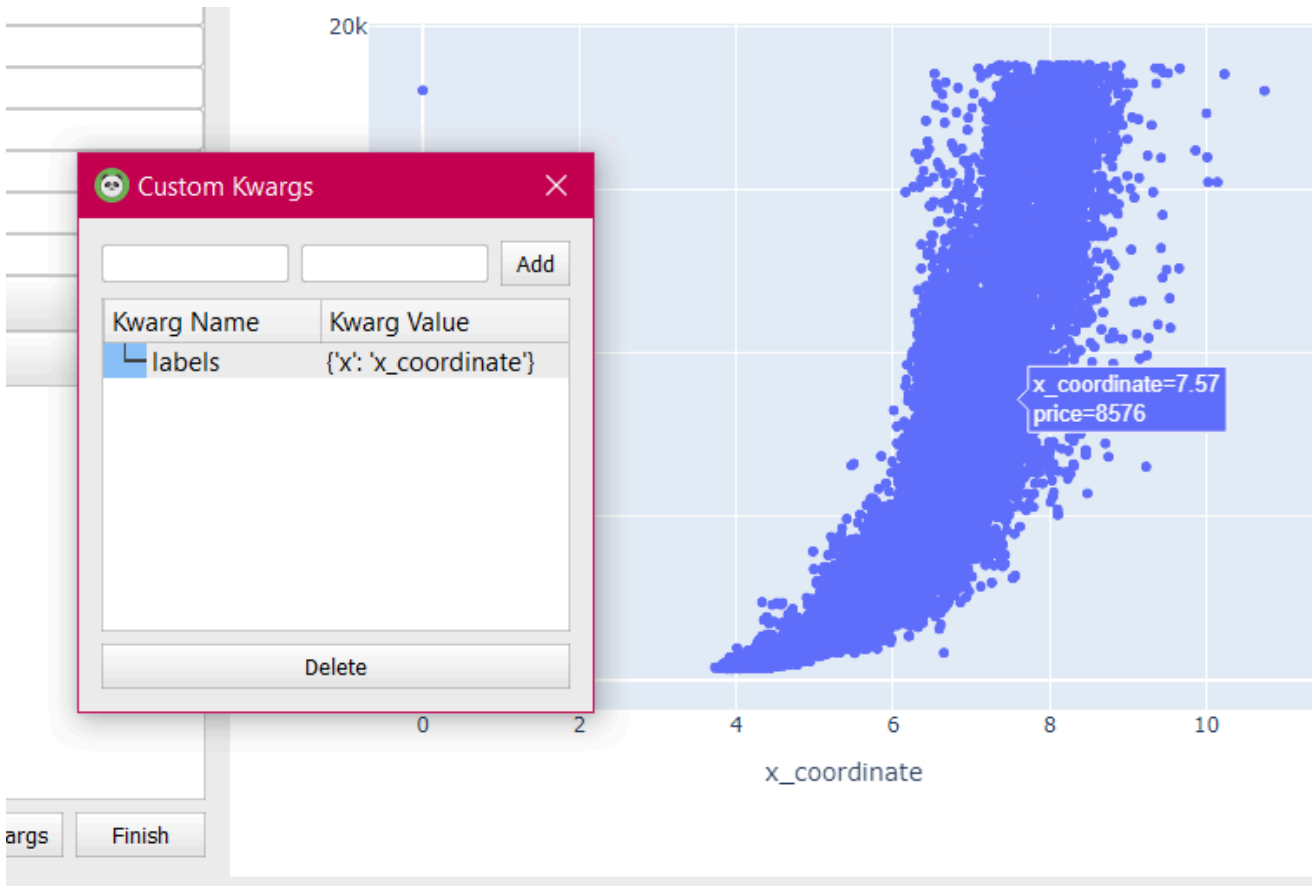 20k
Custom Kwargs
Add
Kwarg Name Kwarg Value
labels {'x': 'x_coordinate'}
x_coordinate=7.57
price=8576
Delete
0 2 4 6 8 10
x_coordinate
args Finish